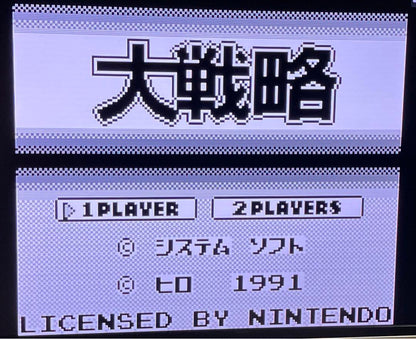 大戦略
1PLAYER 2PLAYERS
© システム ソフト
© ヒロ 1991
LICENSED BY NINTENDO